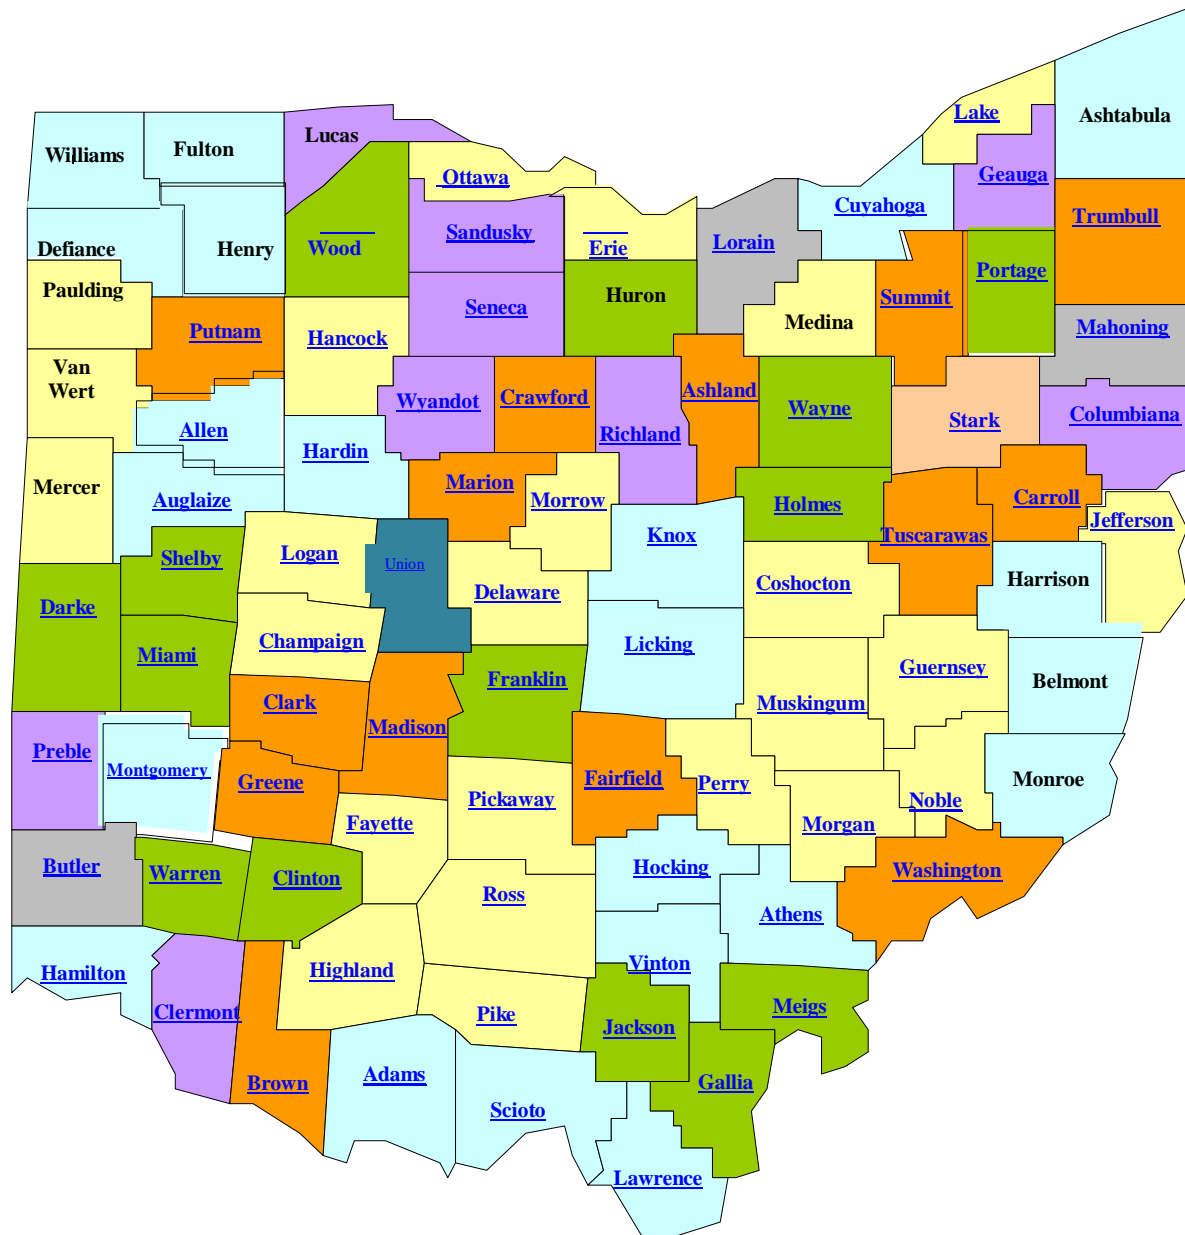 Lake
Ashtabula
Lucas
Fulton
Williams
Geauga
Ottawa
Cuyahoga
Trumbull
Sandusky
Lorain
Wood
Erie
Defiance
Henry
Portage
Paulding
Huron
Summit
Seneca
Medina
Mahoning
Putnam
Hancock
Van
Wert
Ashland
Crawford
Wyandot
Wayne
Columbiana
Stark
Allen
Richland
Hardin
Marion
Mercer
Auglaize
Morrow
Holmes
Carroll
Jefferson
Knox
Tuscarawas
Logan
Shelby
Union
Harrison
Coshocton
Delaware
Darke
Champaign
Licking
Miami
Guernsey
Franklin
Belmont
Clark
Muskingum
Madison
Preble
Montgomery
Greene
Fairfield
Perry
Monroe
Pickaway
Noble
Fayette
Morgan
Butler
Warren
Clinton
Hocking
Washington
Ross
Athens
Hamilton
Highland
Vinton
Clermont
Pike
Meigs
Jackson
Adams
Brown
Gallia
Scioto
Lawrence